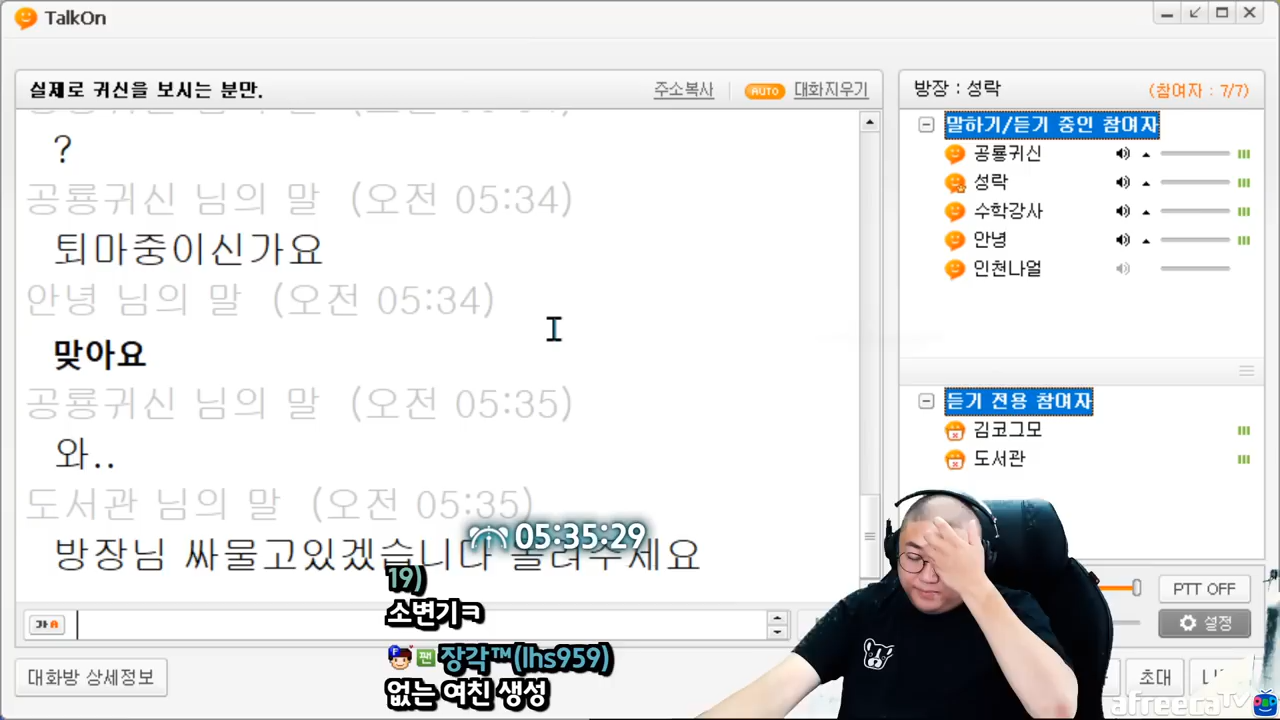 TalkOn
실제로 귀신을 보시는 분만.
주소복사
AUTO
대화지우기
?
공룡귀신 님의 말 (오전 05:34)
퇴마중이신가요
안녕 님의 말 (오전 05:34)
맞아요
공룡귀신 님의 말 (오전 05:35)
와..
도서관 님의 말 (오전 05:35)
방장님 싸물고있겠습니다 올려주세요
05:35:29
19)
소변기ㅋ
팬 장각™(lhs959)
없는 여친 생성
가
대화방 상세정보
방장 : 성락
(참여자 : 7/7)
말하기/듣기 중인 참여자
공룡귀신
성락
수학강사
안녕
인천나얼
듣기 전용 참여자
김코그모
도서관
PTT OFF
설정
초대
afreecaTV